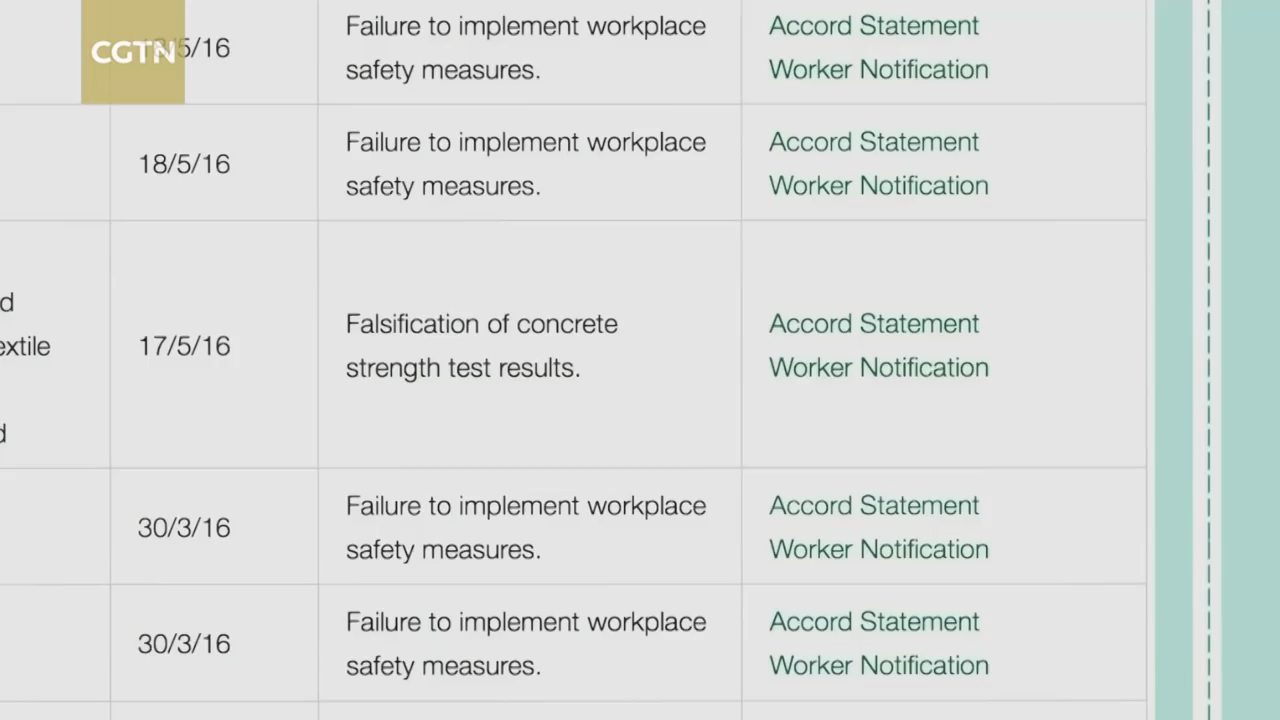 CGTN
5/16
Failure to implement workplace
safety measures.
Accord Statement
Worker Notification
18/5/16
Failure to implement workplace
safety measures.
Accord Statement
Worker Notification
d
extile
d
17/5/16
Falsification of concrete
strength test results.
Accord Statement
Worker Notification
30/3/16
Failure to implement workplace
safety measures.
Accord Statement
Worker Notification
30/3/16
Failure to implement workplace
safety measures.
Accord Statement
Worker Notification